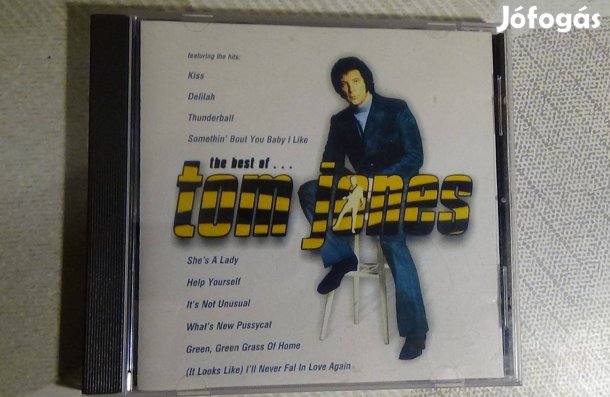 Jófogás
featuring the hits:
Kiss
Delilah
Thunderball
Somethin' Bout You Baby I Like
the best of . . .
tom jones
She's A Lady
Help Yourself
It's Not Unusual
What's New Pussycat
Green, Green Grass Of Home
(It Looks Like) I'll Never Fal In Love Again